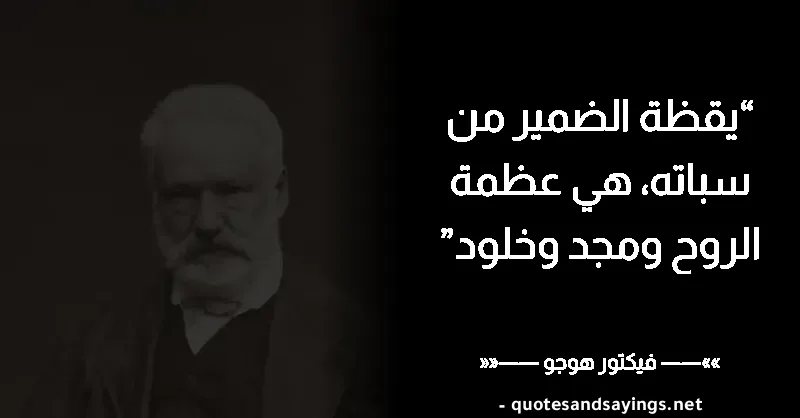 “يقظة الضمير من
سباته، هي عظمة
الروح ومجد وخلود”
»»—— فيكتور هوجو ——««
- quotesandsayings.net